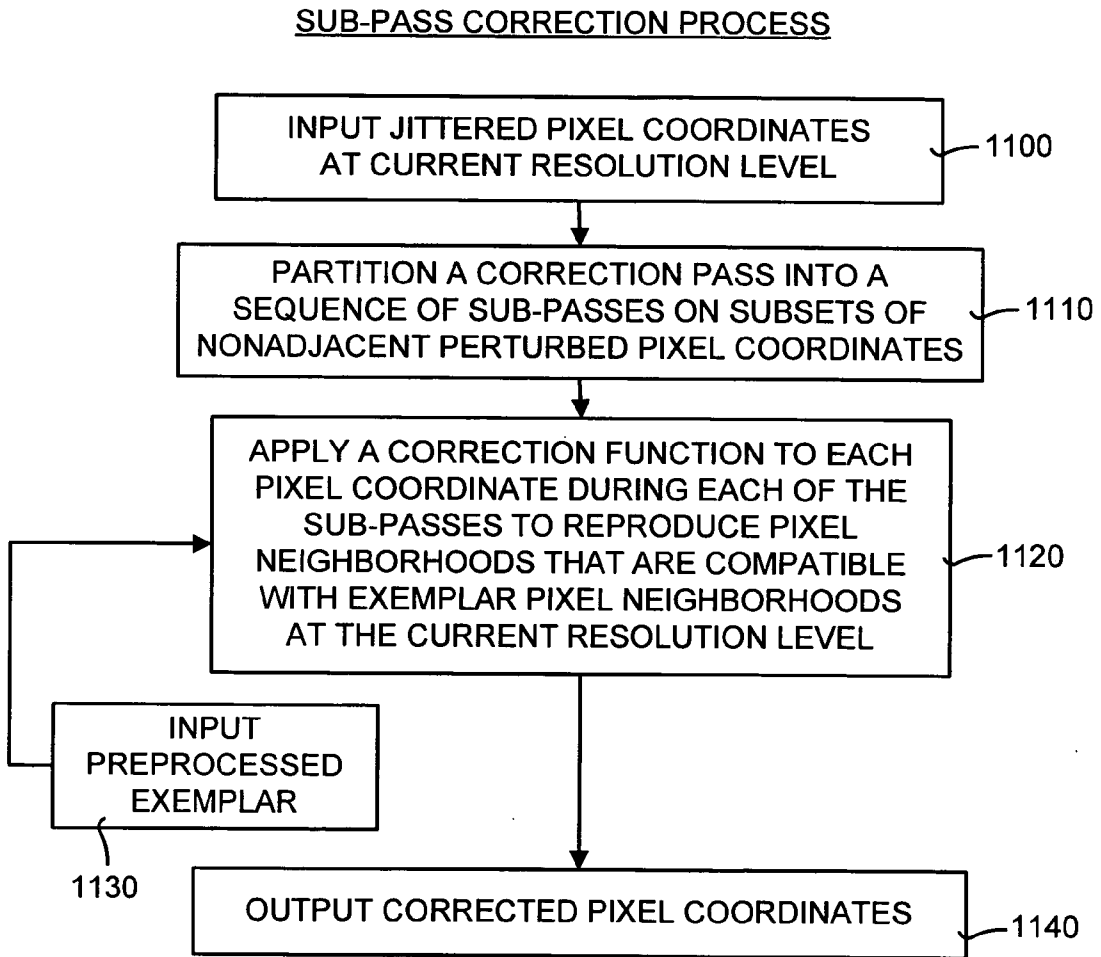 SUB-PASS CORRECTION PROCESS
INPUT JITTERED PIXEL COORDINATES
AT CURRENT RESOLUTION LEVEL
1100
PARTITION A CORRECTION PASS INTO A
SEQUENCE OF SUB-PASSES ON SUBSETS OF
NONADJACENT PERTURBED PIXEL COORDINATES
1110
APPLY A CORRECTION FUNCTION TO EACH
PIXEL COORDINATE DURING EACH OF THE
SUB-PASSES TO REPRODUCE PIXEL
NEIGHBORHOODS THAT ARE COMPATIBLE
WITH EXEMPLAR PIXEL NEIGHBORHOODS
AT THE CURRENT RESOLUTION LEVEL
1120
INPUT
PREPROCESSED
EXEMPLAR
1130
OUTPUT CORRECTED PIXEL COORDINATES
1140